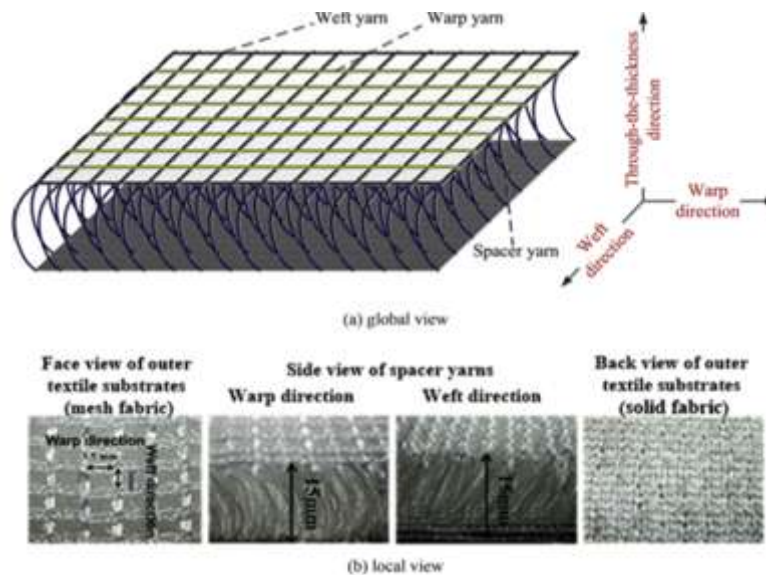 Weft yarn
Warp yarn
Through-the-thickness
direction
Warp
direction
Weft
direction
Spacer yarn
(a) global view
Face view of outer
textile substrates
(mesh fabric)
Side view of spacer yarns
Warp direction
Weft direction
Back view of outer
textile substrates
(solid fabric)
Warp direction
Weft direction
15mm
(b) local view